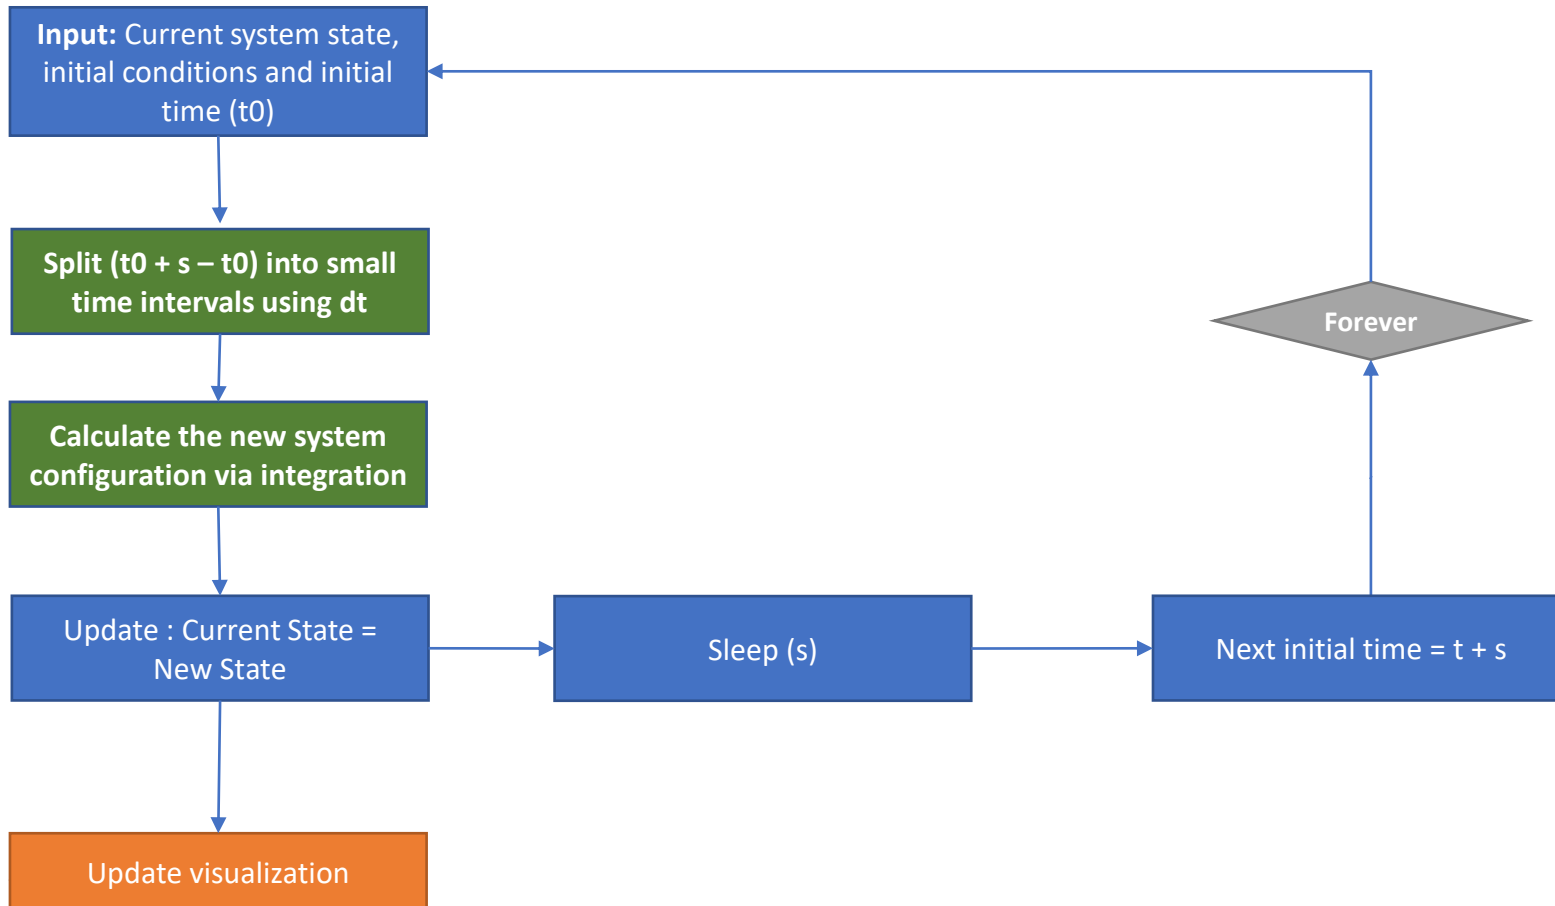 Input: Current system state,
initial conditions and initial
time (t0)
Split (t0 + s – t0) into small
time intervals using dt
Forever
Calculate the new system
configuration via integration
Update : Current State =
New State
Sleep (s)
Next initial time = t + s
Update visualization